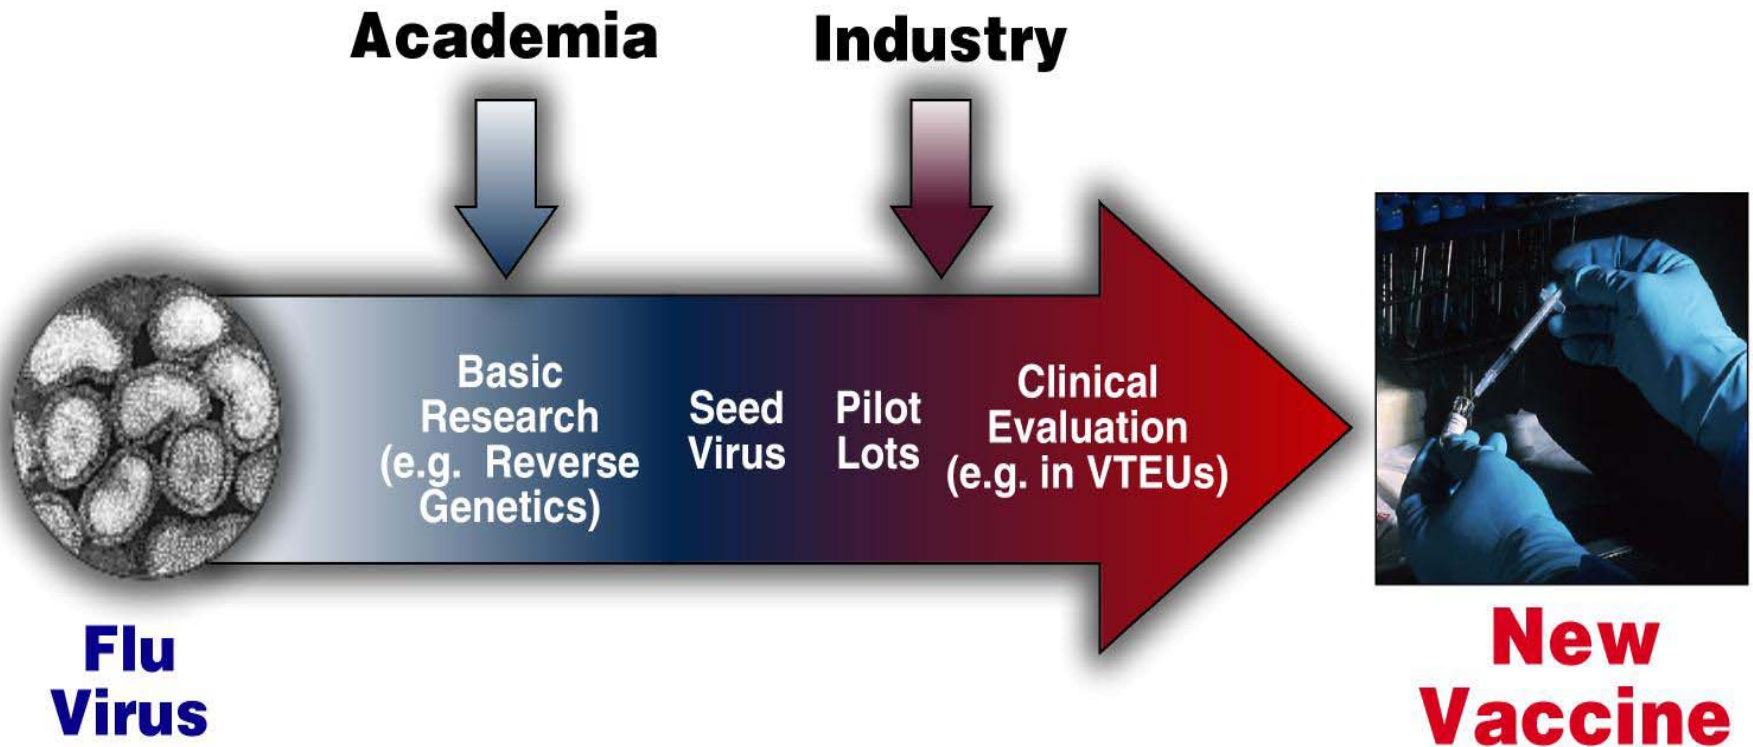 Academia
Industry
Basic
Research
(e.g. Reverse
Genetics)
Seed
Virus
Pilot
Lots
Clinical
Evaluation
(e.g. in VTEUs)
Flu
Virus
New
Vaccine